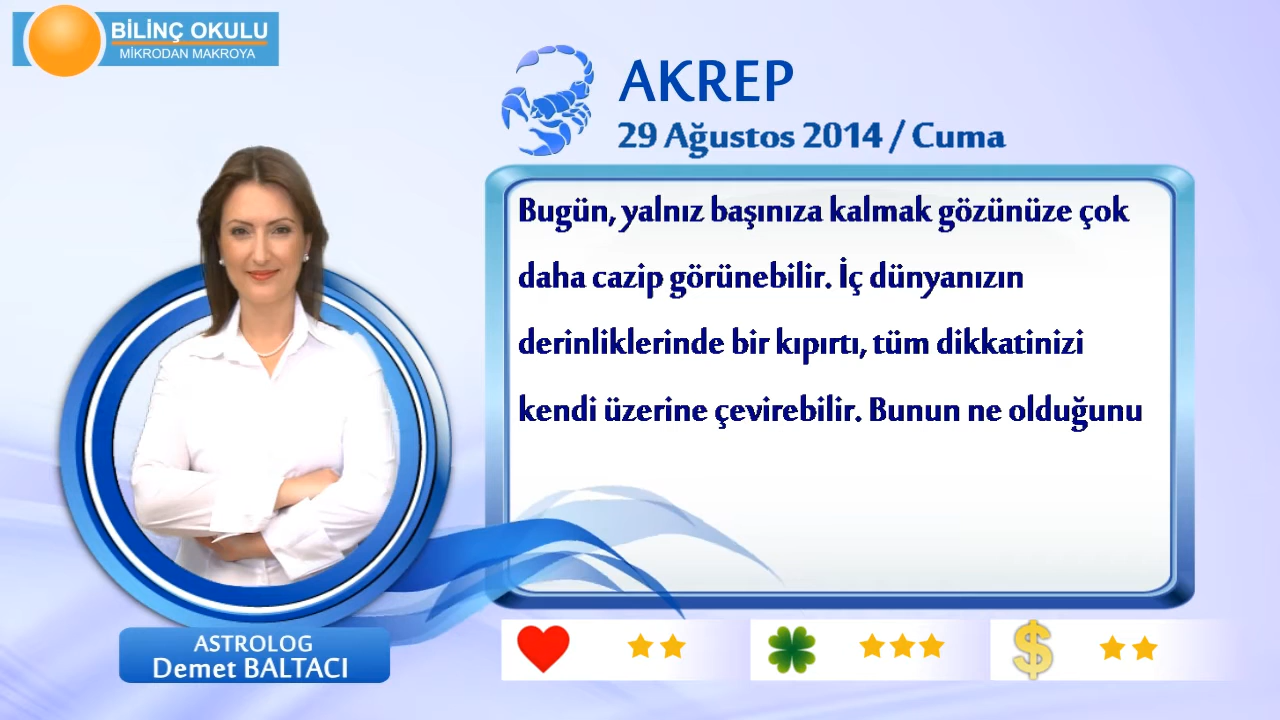 BİLİNÇ OKULU
MİKRODAN MAKROYA
AKREP
29 Ağustos 2014 / Cuma
Bugün, yalnız başınıza kalmak gözünüze çok
daha cazip görünebilir. İç dünyanızın
derinliklerinde bir kıpırtı, tüm dikkatinizi
kendi üzerine çevirebilir. Bunun ne olduğunu
ASTROLOG
Demet BALTACI
$